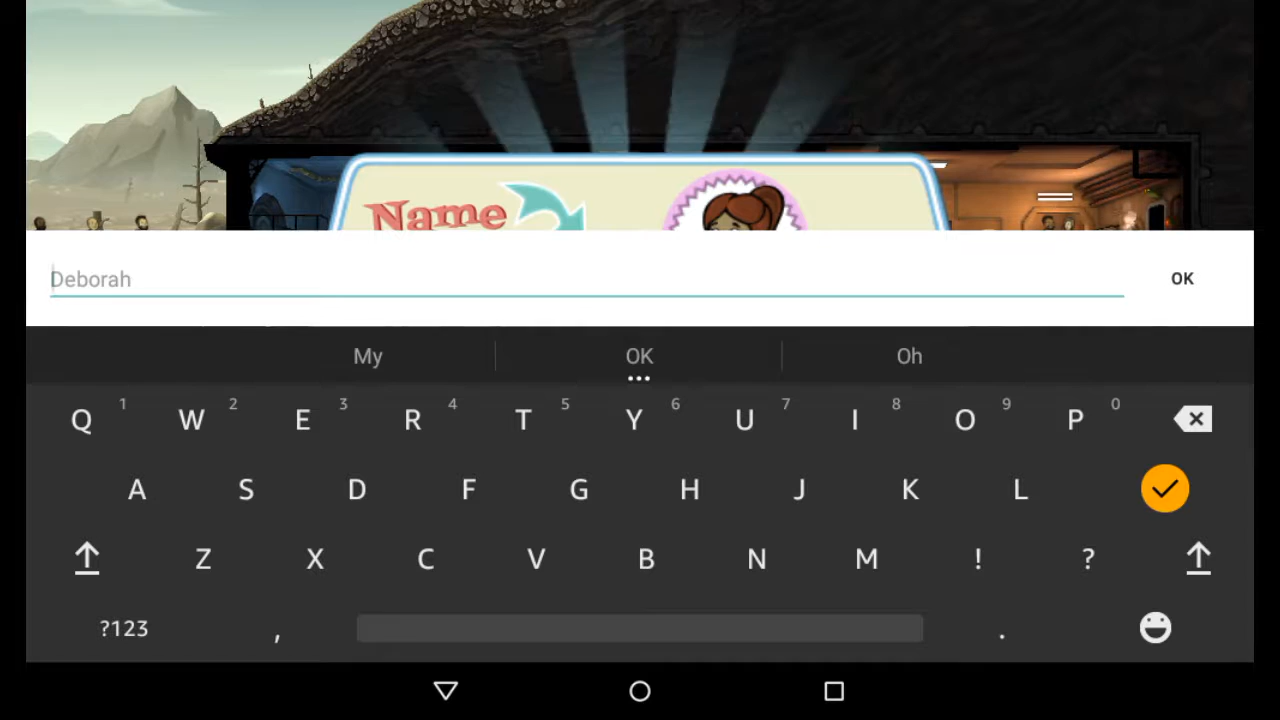 Name
Deborah
OK
My
OK
Oh
Q 1 W 2 E 3 R 4 T 5 Y 6 U 7 I 8 O 9 P 0
A S D F G H J K L
Z X C V B N M ! ?
?123 , .